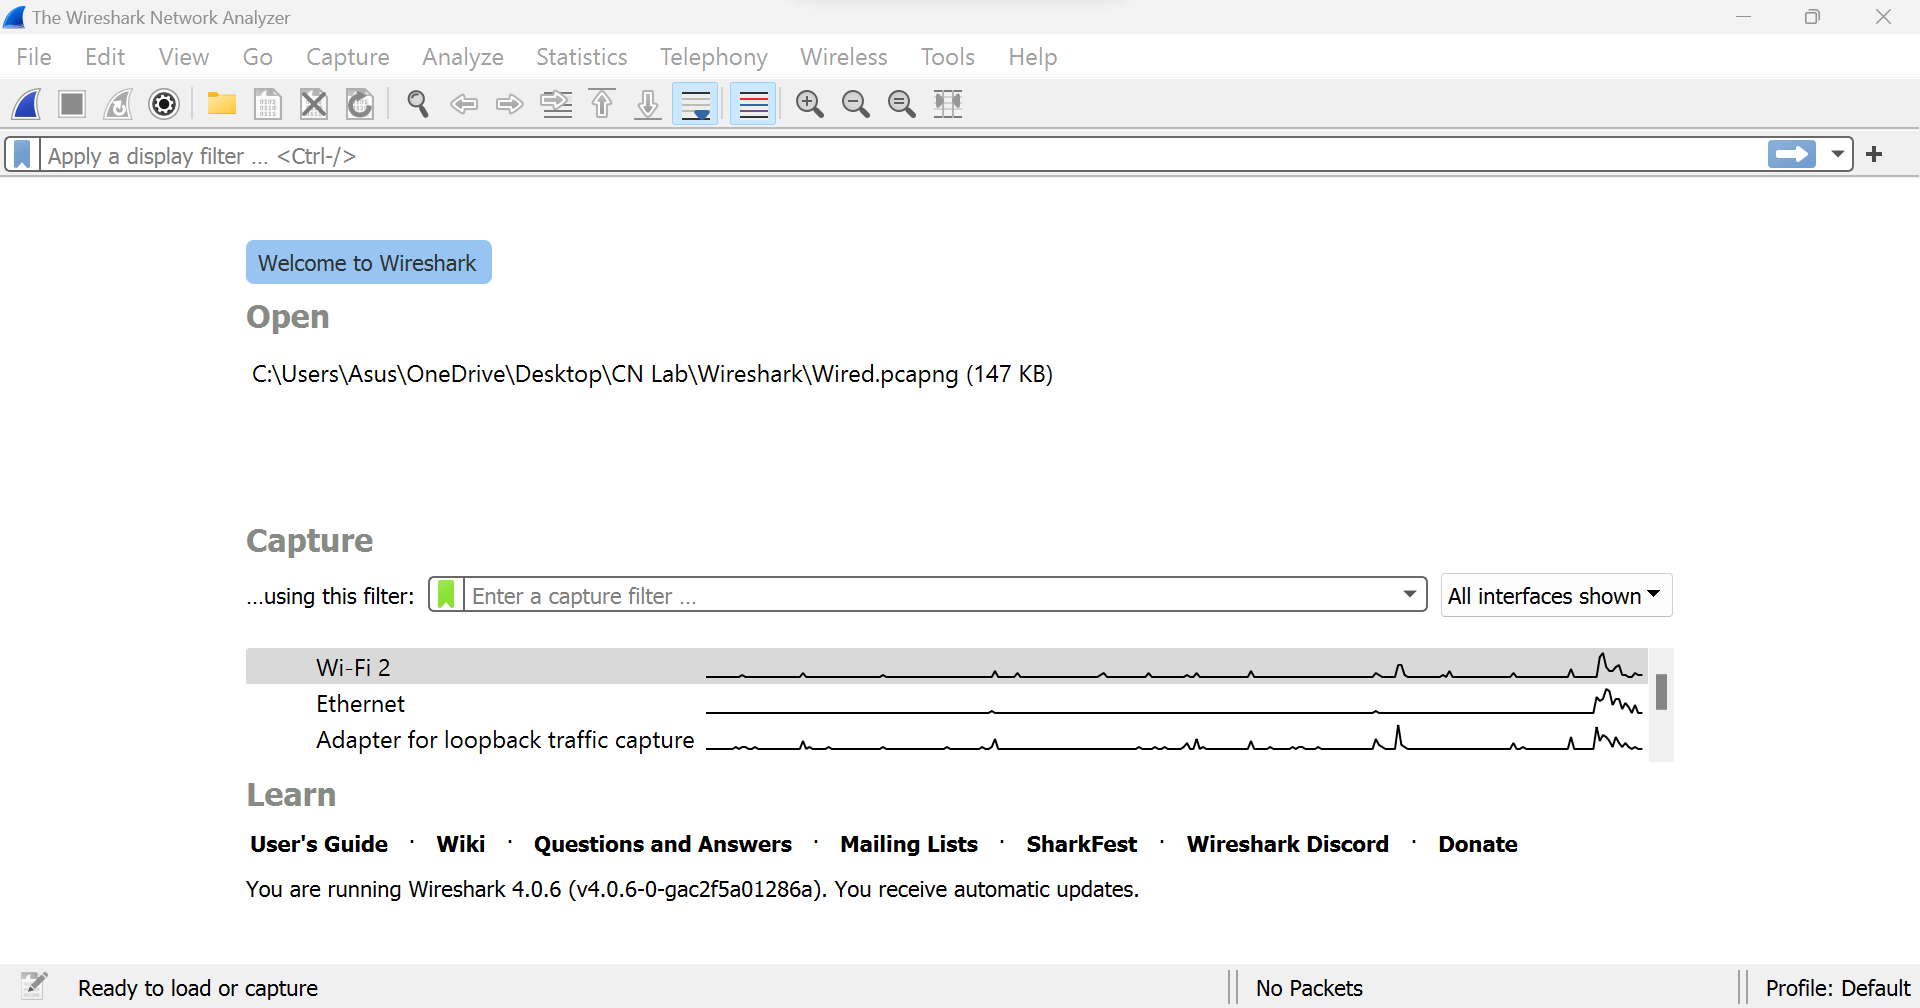 The Wireshark Network Analyzer
File Edit View Go Capture Analyze Statistics Telephony Wireless Tools Help
Apply a display filter ... <Ctrl-/>
Welcome to Wireshark
Open
C:\Users\Asus\OneDrive\Desktop\CN Lab\Wireshark\Wired.pcapng (147 KB)
Capture
...using this filter: Enter a capture filter ... All interfaces shown
Wi-Fi 2
Ethernet
Adapter for loopback traffic capture
Learn
User's Guide · Wiki · Questions and Answers · Mailing Lists · SharkFest · Wireshark Discord · Donate
You are running Wireshark 4.0.6 (v4.0.6-0-gac2f5a01286a). You receive automatic updates.
Ready to load or capture No Packets Profile: Default